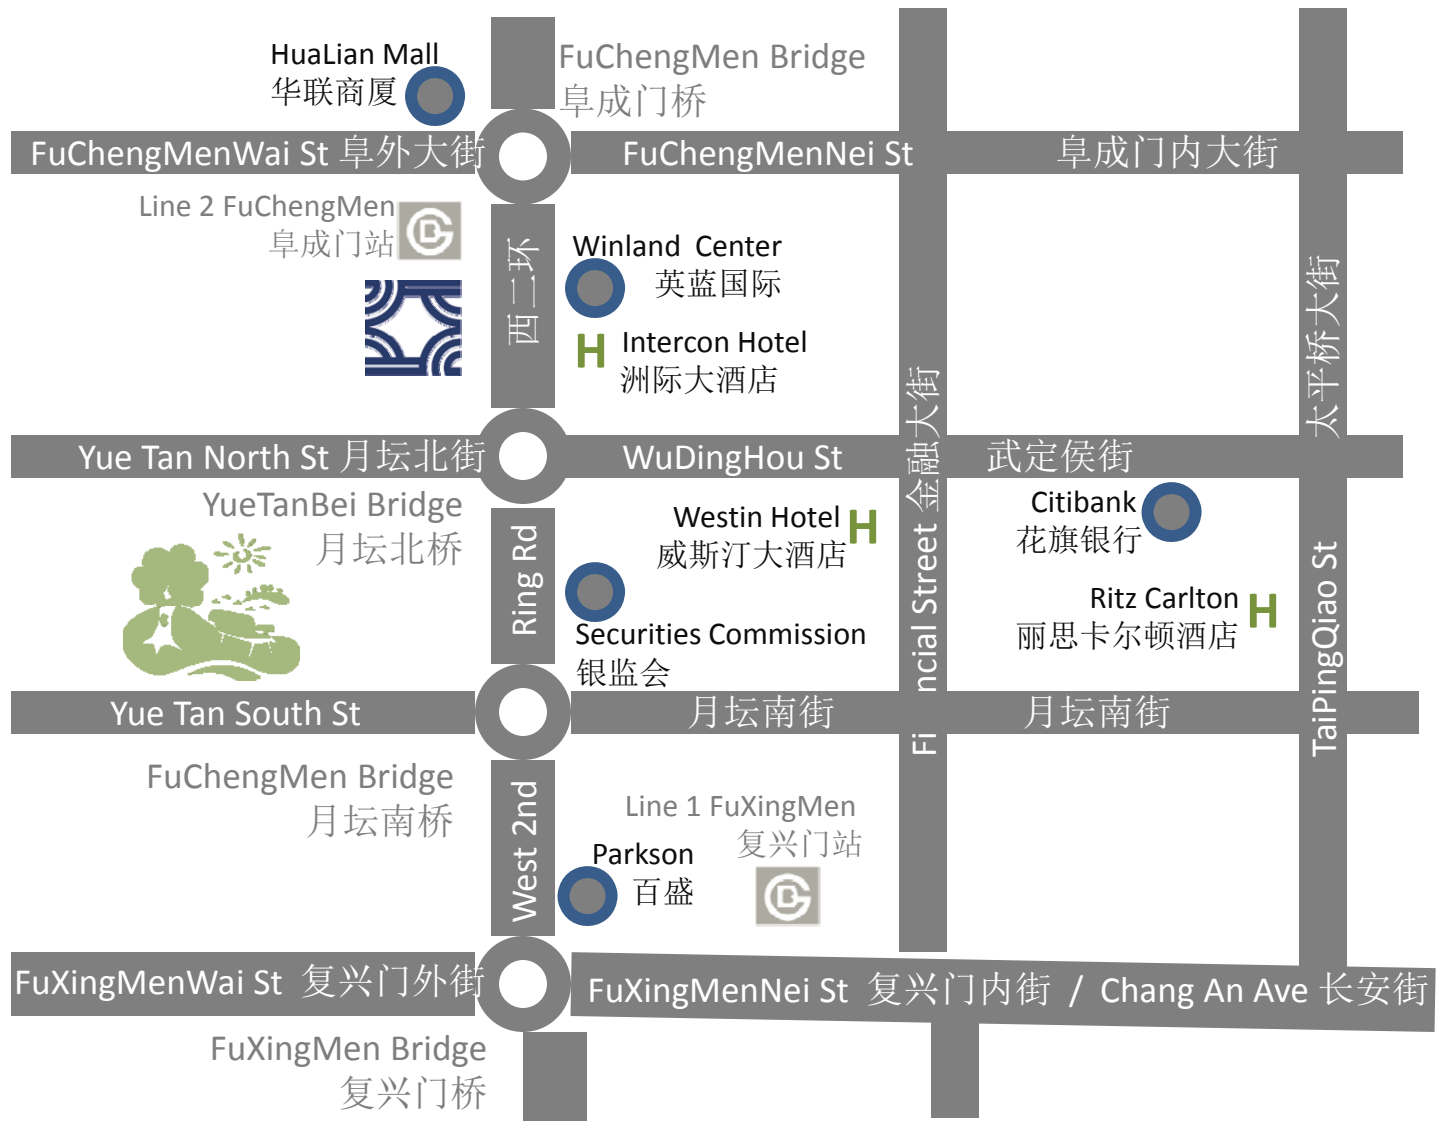 HuaLian Mall
华联商厦
FuChengMen Bridge
阜成门桥
FuChengMenWai St 阜外大街
FuChengMenNei St 阜成门内大街
Line 2 FuChengMen
阜成门站
西二环
Winland Center
英蓝国际
H Intercon Hotel
洲际大酒店
太平桥大街
Yue Tan North St 月坛北街
WuDingHou St 武定侯街
YueTanBei Bridge
月坛北桥
Ring Rd
Westin Hotel H
威斯汀大酒店
Financial Street 金融大街
Citibank
花旗银行
Securities Commission
银监会
Ritz Carlton H
丽思卡尔顿酒店
TaiPingQiao St
Yue Tan South St
月坛南街
月坛南街
FuChengMen Bridge
月坛南桥
West 2nd
Line 1 FuXingMen
复兴门站
Parkson
百盛
FuXingMenWai St 复兴门外街
FuXingMenNei St 复兴门内街 / Chang An Ave 长安街
FuXingMen Bridge
复兴门桥